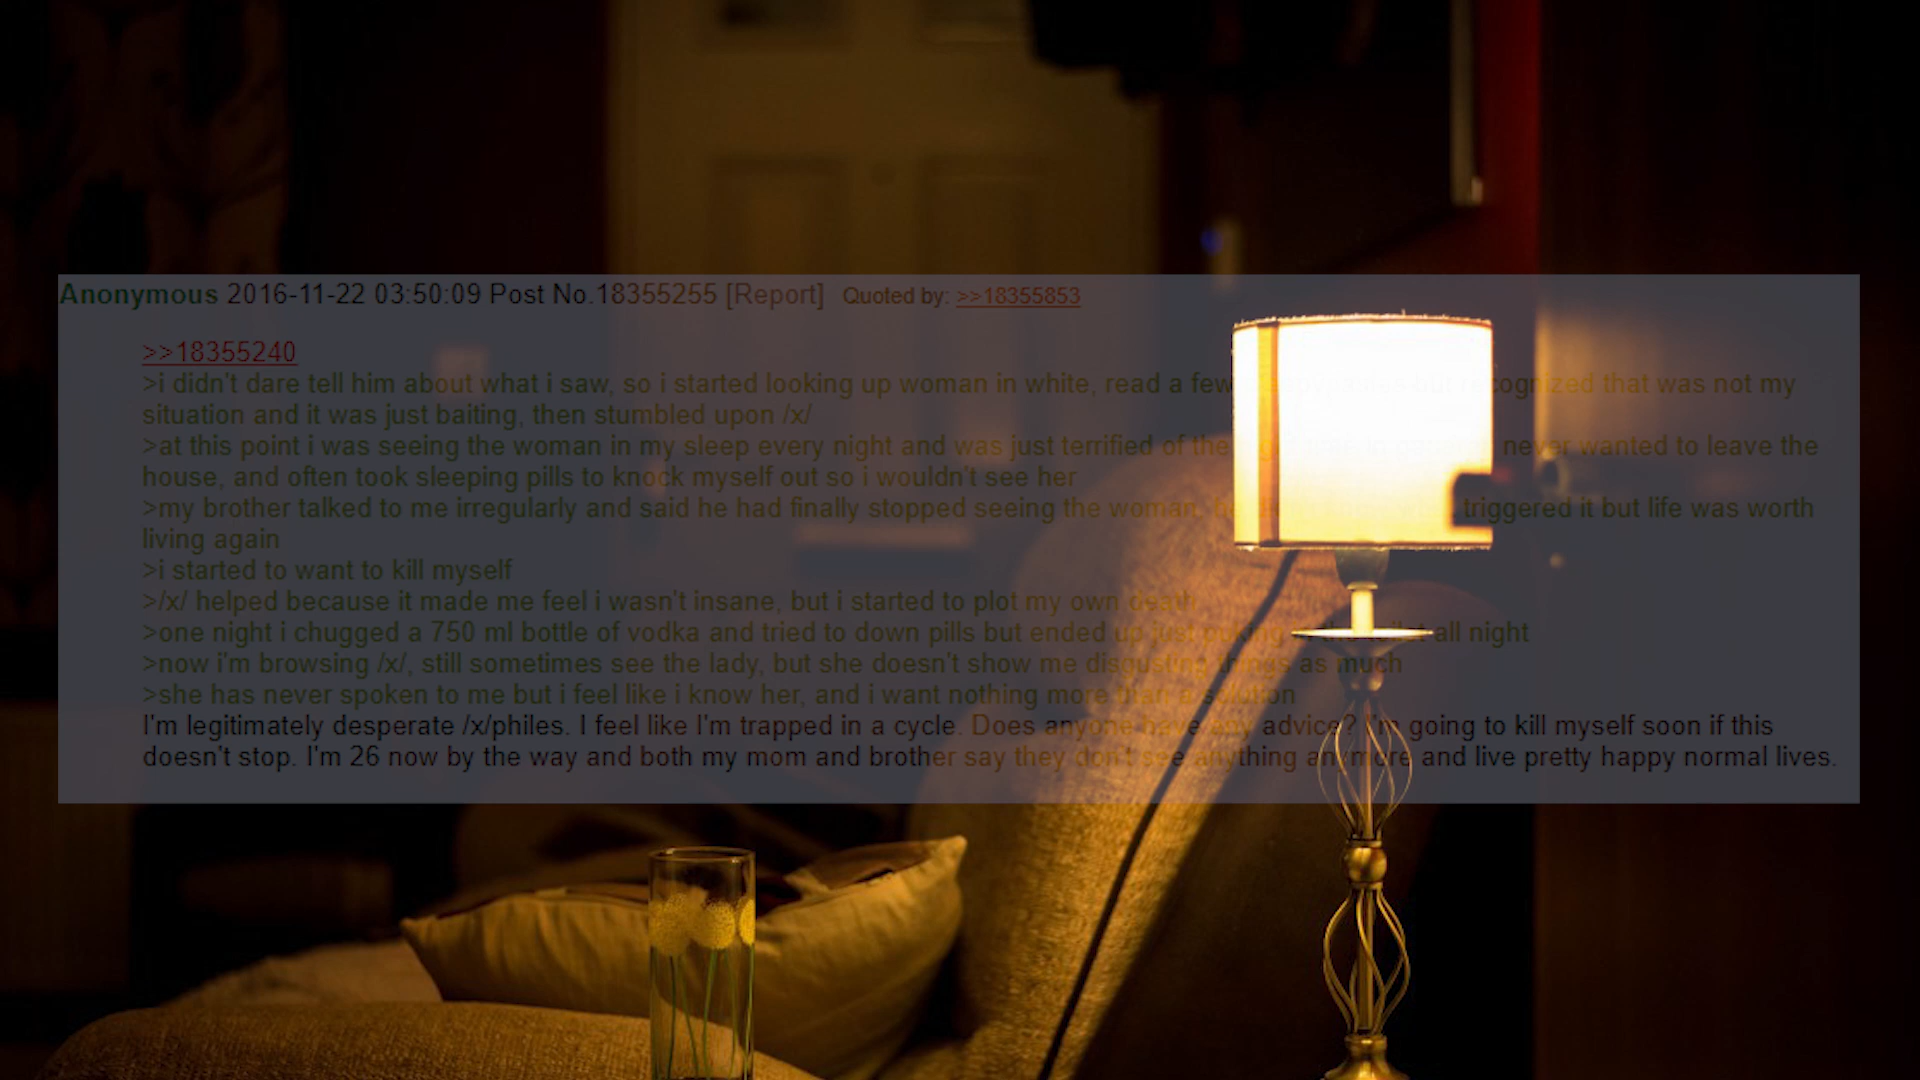 Anonymous 2016-11-22 03:50:09 Post No.18355255 [Report] Quoted by: >>18355853
>>18355240
>i didn't dare tell him about what i saw, so i started looking up woman in white, read a few recognized that was not my
situation and it was just baiting, then stumbled upon /x/
>at this point i was seeing the woman in my sleep every night and was just terrified of the never wanted to leave the
house, and often took sleeping pills to knock myself out so i wouldn't see her
>my brother talked to me irregularly and said he had finally stopped seeing the woman, triggered it but life was worth
living again
>i started to want to kill myself
>/x/ helped because it made me feel i wasn't insane, but i started to plot my own death
>one night i chugged a 750 ml bottle of vodka and tried to down pills but ended up just puking all night
>now i'm browsing /x/, still sometimes see the lady, but she doesn't show me disgusting things as much
>she has never spoken to me but i feel like i know her, and i want nothing more than a solution
I'm legitimately desperate /x/philes. I feel like I'm trapped in a cycle. Does anyone have any advice? I'm going to kill myself soon if this
doesn't stop. I'm 26 now by the way and both my mom and brother say they don't see anything anymore and live pretty happy normal lives.